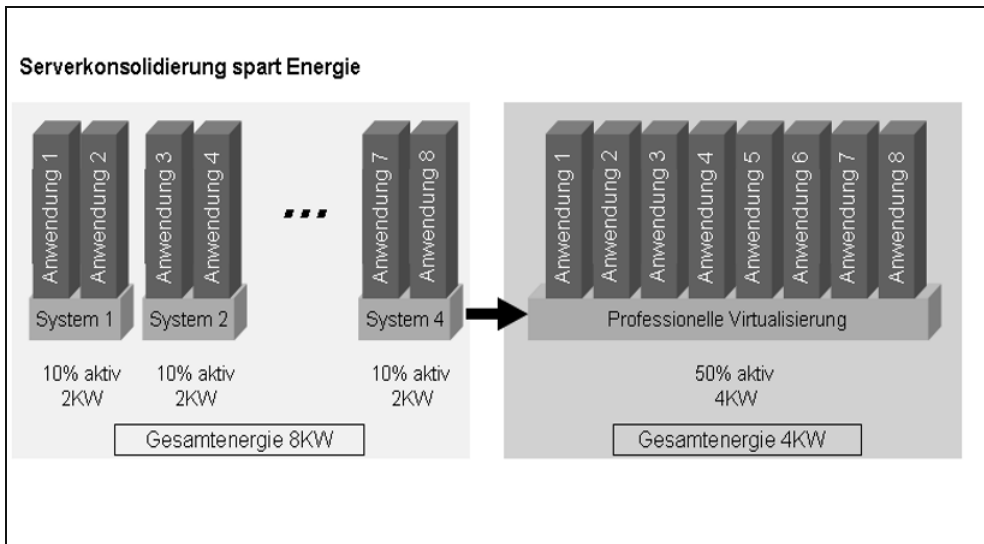 Serverkonsolidierung spart Energie
Anwendung 1
Anwendung 2
Anwendung 3
Anwendung 4
...
Anwendung 7
Anwendung 8
System 1
System 2
System 4
10% aktiv
2KW
10% aktiv
2KW
10% aktiv
2KW
Gesamtenergie 8KW
Anwendung 1
Anwendung 2
Anwendung 3
Anwendung 4
Anwendung 5
Anwendung 6
Anwendung 7
Anwendung 8
Professionelle Virtualisierung
50% aktiv
4KW
Gesamtenergie 4KW